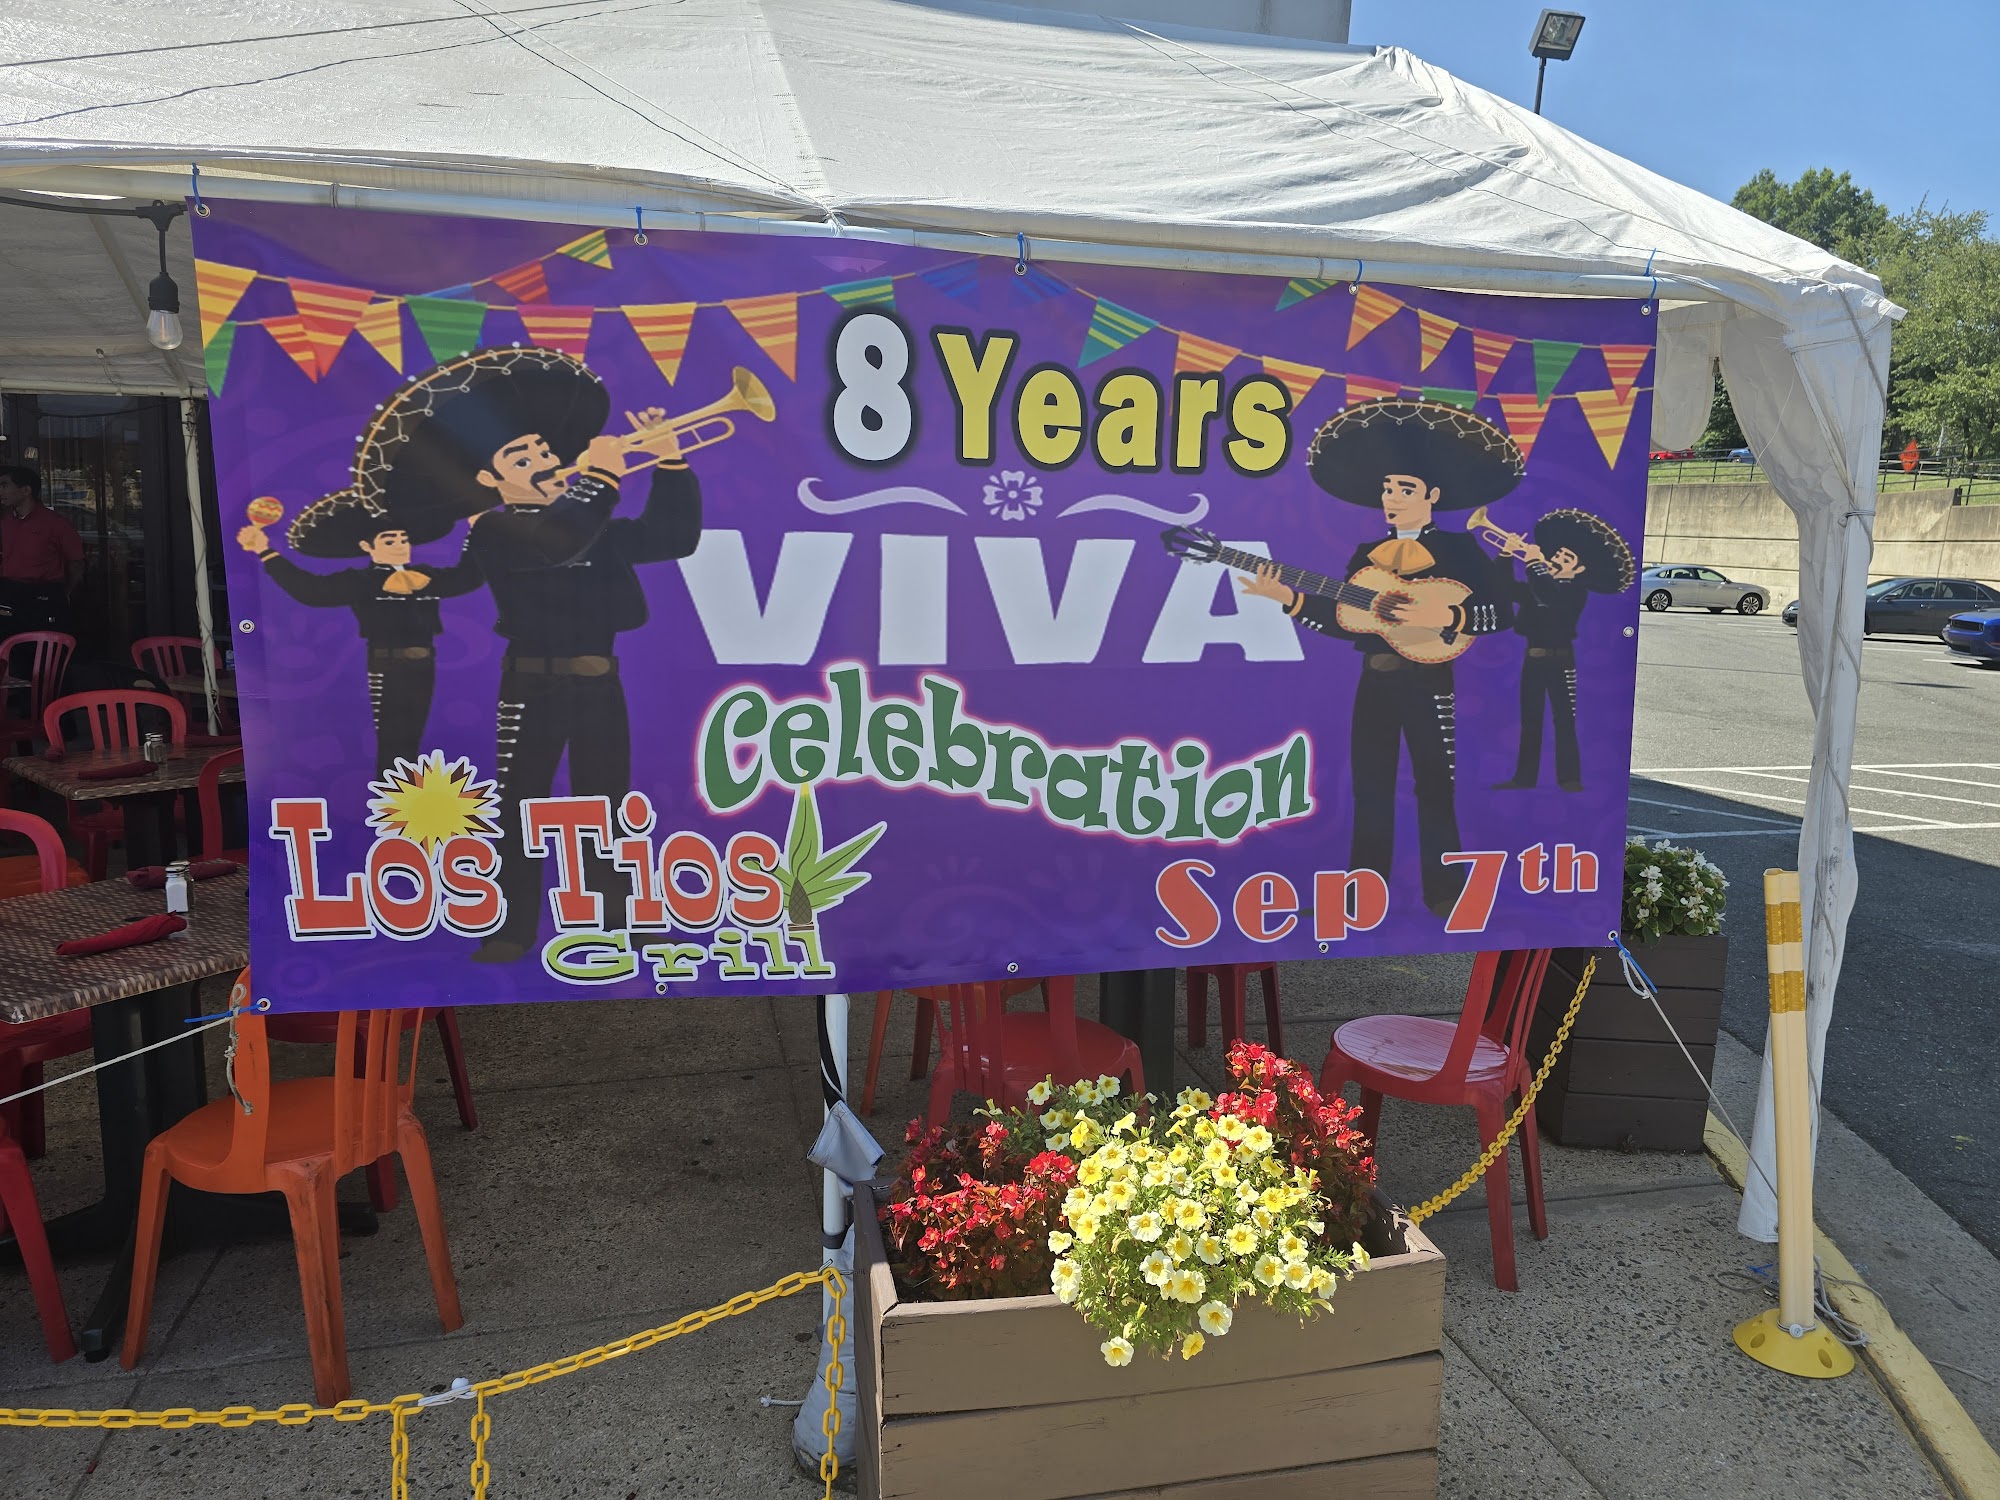 8 Years
VIVA
Celebration
Los Tios
Grill
Sep 7th